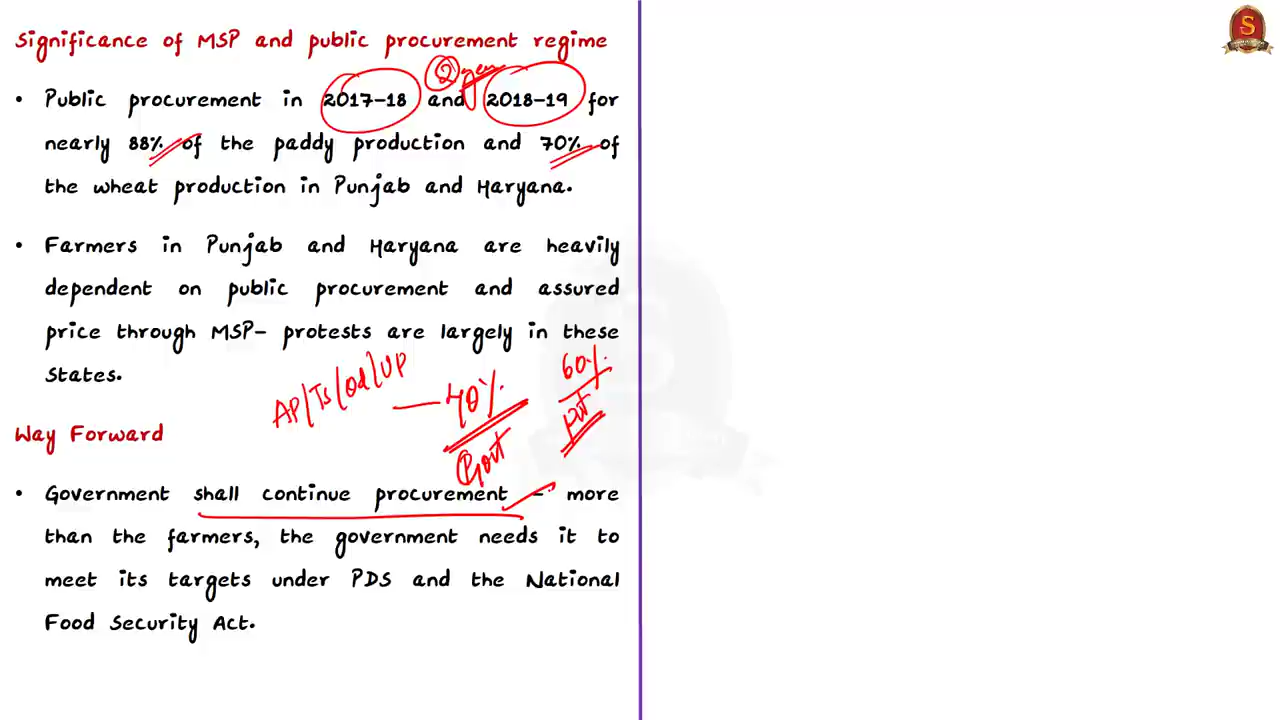 Significance of MSP and public procurement regime
2 years
• Public procurement in 2017-18 and 2018-19 for
nearly 88% of the paddy production and 70% of
the wheat production in Punjab and Haryana.
• Farmers in Punjab and Haryana are heavily
dependent on public procurement and assured
price through MSP- protests are largely in these
States.
AP/TS/Od/UP — 40% Govt
60% Pvt
Way Forward
• Government shall continue procurement - more
than the farmers, the government needs it to
meet its targets under PDS and the National
Food Security Act.
S